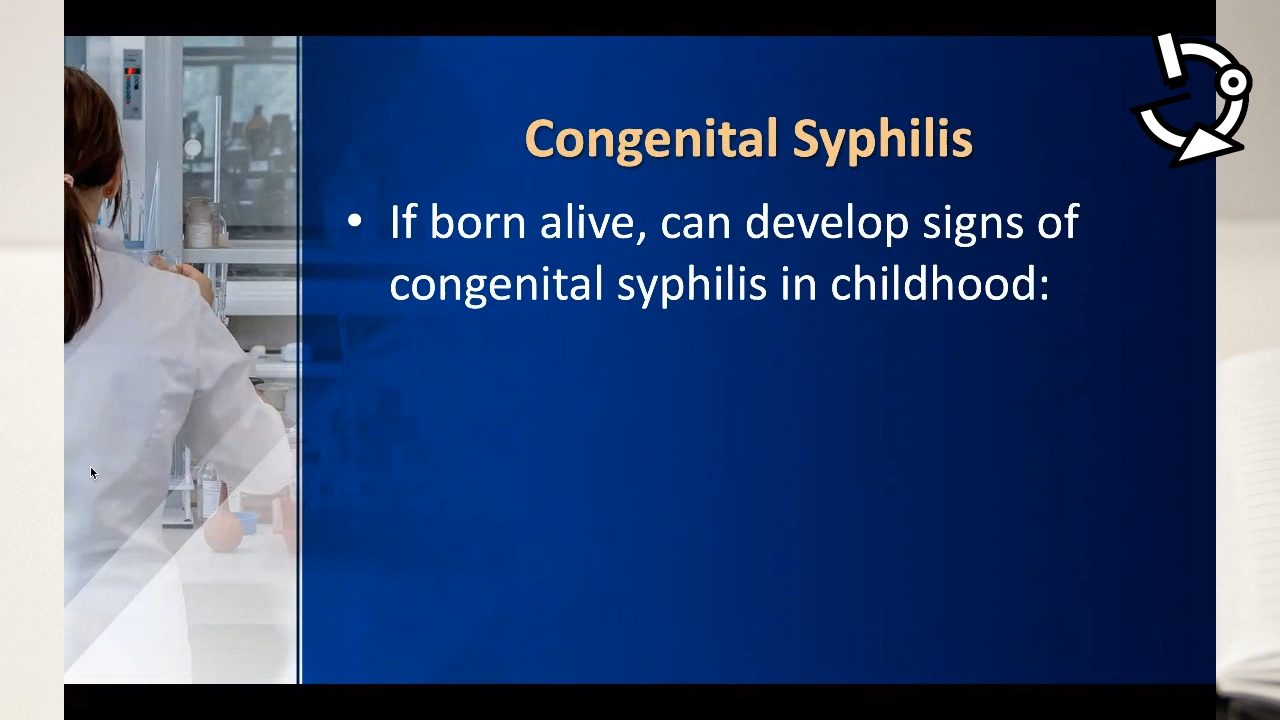 Congenital Syphilis
• If born alive, can develop signs of
congenital syphilis in childhood: